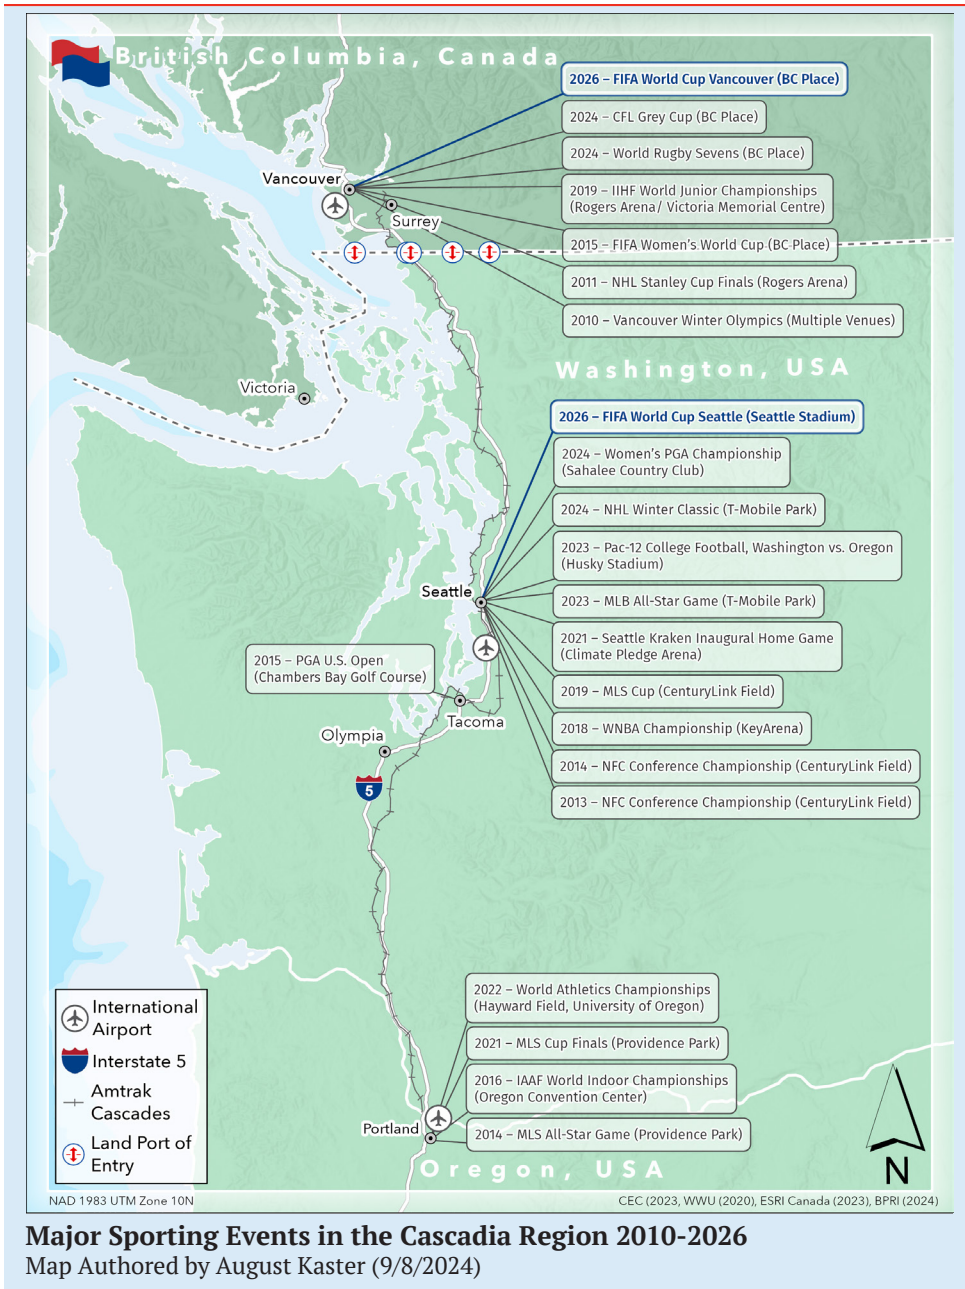 British Columbia, Canada
2026 – FIFA World Cup Vancouver (BC Place)
2024 – CFL Grey Cup (BC Place)
2024 – World Rugby Sevens (BC Place)
Vancouver
2019 – IIHF World Junior Championships
(Rogers Arena/ Victoria Memorial Centre)
Surrey
2015 – FIFA Women's World Cup (BC Place)
2011 – NHL Stanley Cup Finals (Rogers Arena)
2010 – Vancouver Winter Olympics (Multiple Venues)
Washington, USA
Victoria
2026 – FIFA World Cup Seattle (Seattle Stadium)
2024 – Women's PGA Championship
(Sahalee Country Club)
2024 – NHL Winter Classic (T-Mobile Park)
2023 – Pac-12 College Football, Washington vs. Oregon
(Husky Stadium)
Seattle
2023 – MLB All-Star Game (T-Mobile Park)
2021 – Seattle Kraken Inaugural Home Game
(Climate Pledge Arena)
2015 – PGA U.S. Open
(Chambers Bay Golf Course)
2019 – MLS Cup (CenturyLink Field)
Tacoma
2018 – WNBA Championship (KeyArena)
Olympia
2014 – NFC Conference Championship (CenturyLink Field)
5
2013 – NFC Conference Championship (CenturyLink Field)
2022 – World Athletics Championships
(Hayward Field, University of Oregon)
2021 – MLS Cup Finals (Providence Park)
2016 – IAAF World Indoor Championships
(Oregon Convention Center)
Portland
2014 – MLS All-Star Game (Providence Park)
Oregon, USA
International
Airport
Interstate 5
Amtrak
Cascades
Land Port of
Entry
N
NAD 1983 UTM Zone 10N
CEC (2023, WWU (2020), ESRI Canada (2023), BPRI (2024)
Major Sporting Events in the Cascadia Region 2010-2026
Map Authored by August Kaster (9/8/2024)